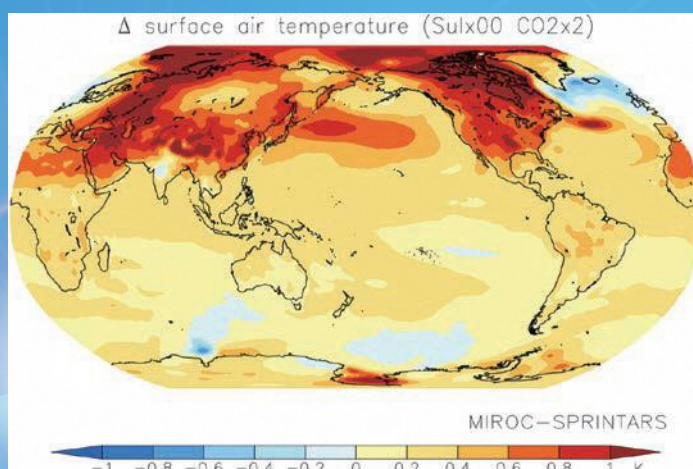 Δ surface air temperature (Sulx00 CO2x2)
MIROC−SPRINTARS
−1 −0.8 −0.6 −0.4 −0.2 0 0.2 0.4 0.6 0.8 1 K